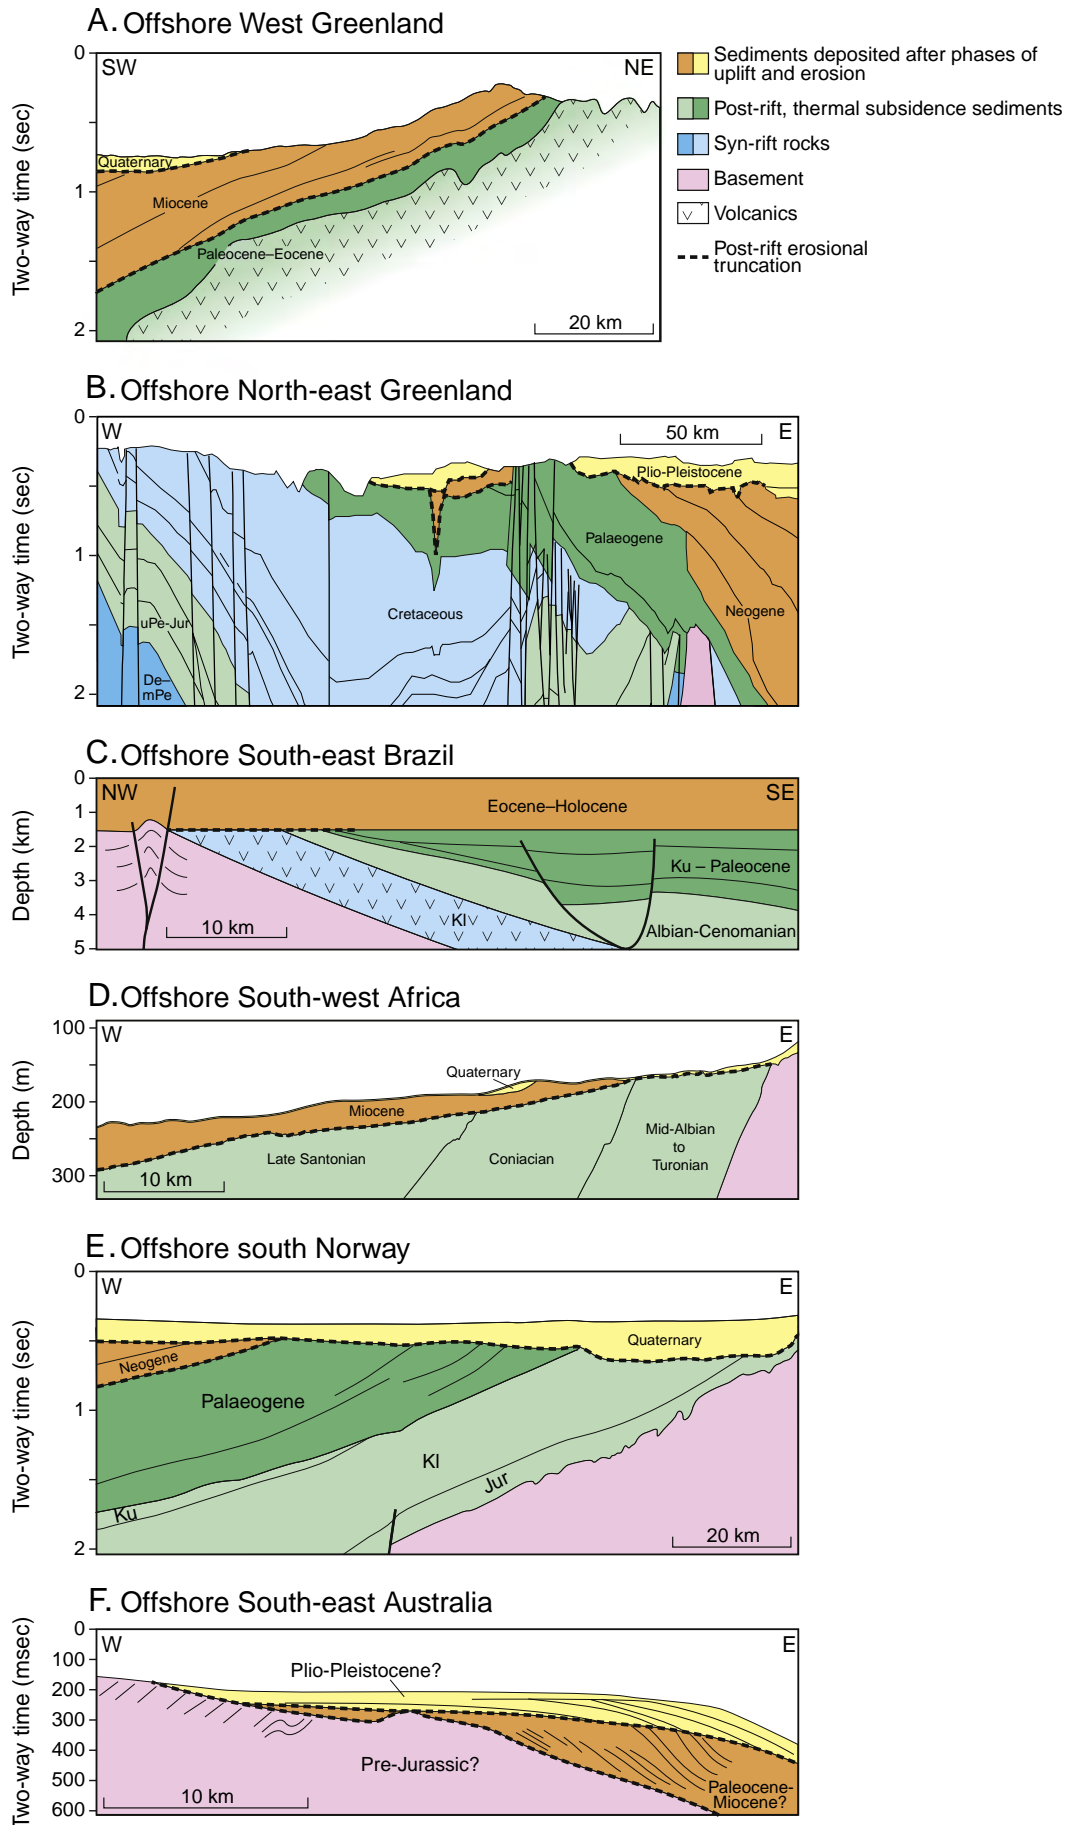 A. Offshore West Greenland
0
SW
NE
Quaternary
Miocene
1
Paleocene–Eocene
2
20 km
Two-way time (sec)
Sediments deposited after phases of
uplift and erosion
Post-rift, thermal subsidence sediments
Syn-rift rocks
Basement
Volcanics
Post-rift erosional
truncation
B. Offshore North-east Greenland
0
W
50 km
E
Plio-Pleistocene
Palaeogene
1
Cretaceous
Neogene
uPe-Jur
De–
mPe
2
Two-way time (sec)
C. Offshore South-east Brazil
0
NW
SE
Eocene–Holocene
1
2
Ku – Paleocene
3
4
Kl
10 km
Albian-Cenomanian
5
Depth (km)
D. Offshore South-west Africa
100
W
E
Quaternary
200
Miocene
Mid-Albian
to
Turonian
Late Santonian
Coniacian
300
10 km
Depth (m)
E. Offshore south Norway
0
W
E
Quaternary
Neogene
Palaeogene
1
Kl
Jur
Ku
20 km
2
Two-way time (sec)
F. Offshore South-east Australia
0
W
E
100
Plio-Pleistocene?
200
300
400
Pre-Jurassic?
500
Paleocene-
Miocene?
10 km
600
Two-way time (msec)